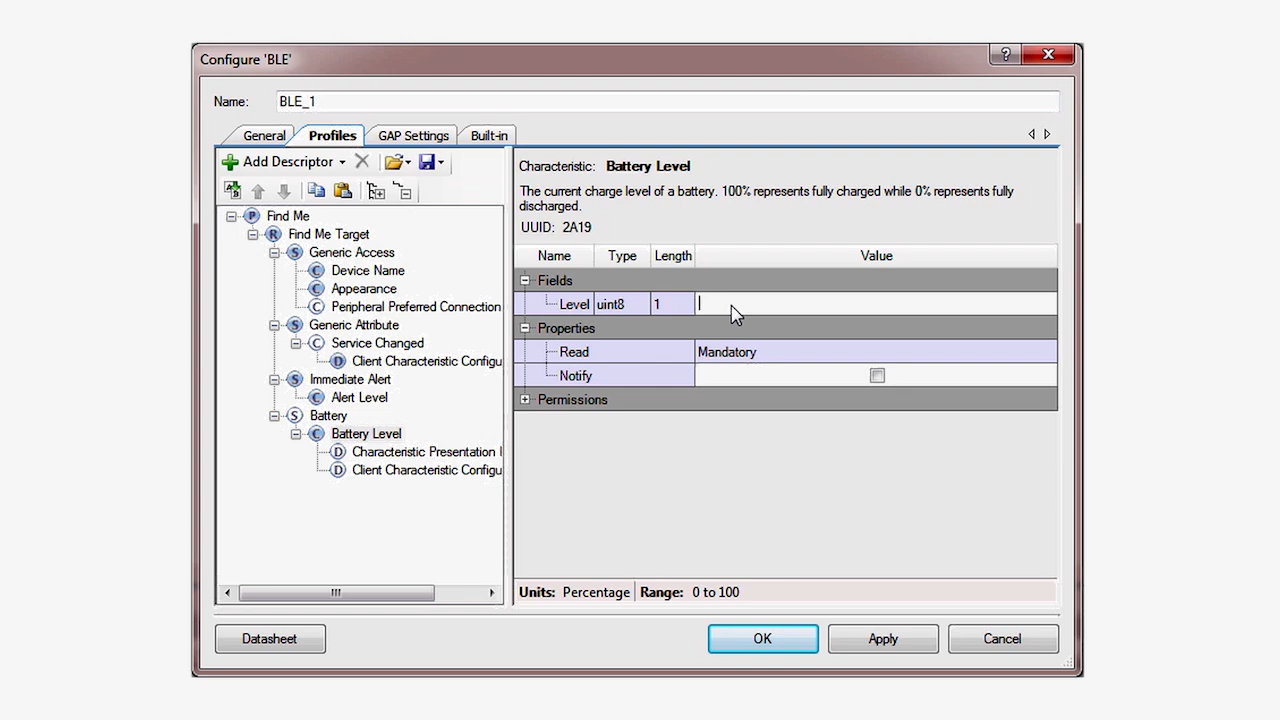 Configure 'BLE'
?
Name: BLE_1
General Profiles GAP Settings Built-in
Add Descriptor
P Find Me
R Find Me Target
S Generic Access
C Device Name
C Appearance
C Peripheral Preferred Connection
S Generic Attribute
C Service Changed
D Client Characteristic Configu
S Immediate Alert
C Alert Level
S Battery
C Battery Level
D Characteristic Presentation
D Client Characteristic Configu
Characteristic: Battery Level
The current charge level of a battery. 100% represents fully charged while 0% represents fully
discharged.
UUID: 2A19
Name Type Length Value
Fields
Level uint8 1
Properties
Read Mandatory
Notify
Permissions
Units: Percentage Range: 0 to 100
Datasheet OK Apply Cancel